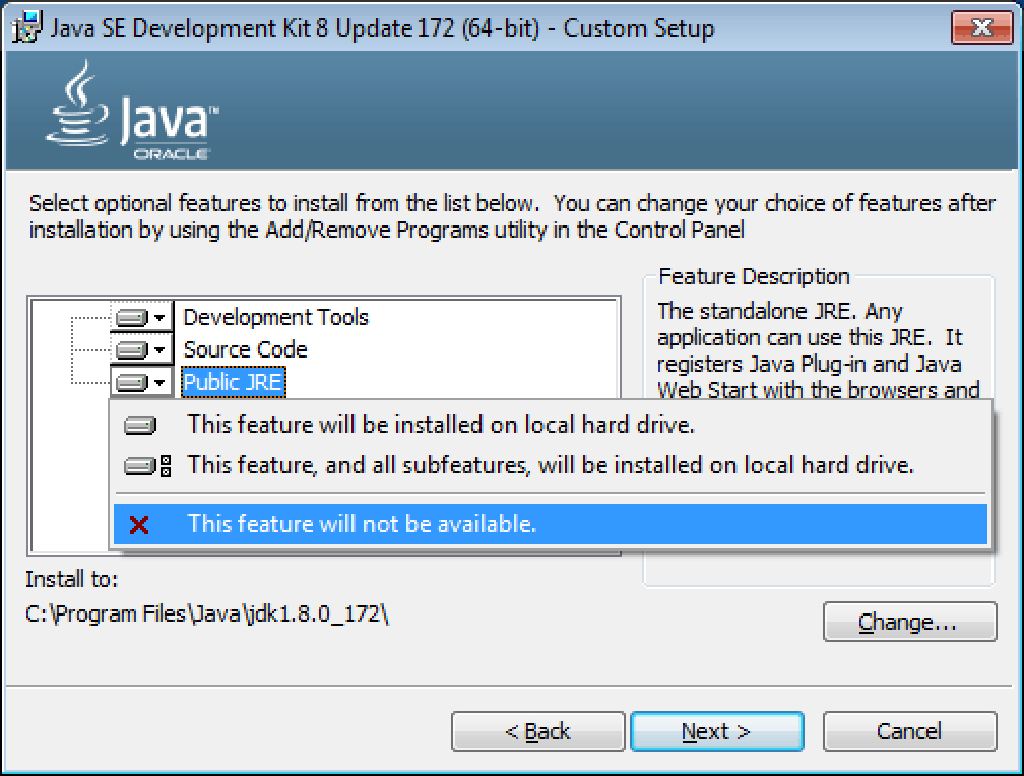 Java SE Development Kit 8 Update 172 (64-bit) - Custom Setup
Java™
ORACLE®
Select optional features to install from the list below.  You can change your choice of features after
installation by using the Add/Remove Programs utility in the Control Panel
Development Tools
Source Code
Public JRE
Feature Description
The standalone JRE. Any
application can use this JRE.  It
registers Java Plug-in and Java
Web Start with the browsers and
This feature will be installed on local hard drive.
This feature, and all subfeatures, will be installed on local hard drive.
This feature will not be available.
Install to:
C:\Program Files\Java\jdk1.8.0_172\
Change...
< Back
Next >
Cancel